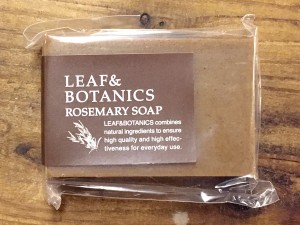 LEAF&
BOTANICS
ROSEMARY SOAP
LEAF&BOTANICS combines
natural ingredients to ensure
high quality and high effec-
tiveness for everyday use.